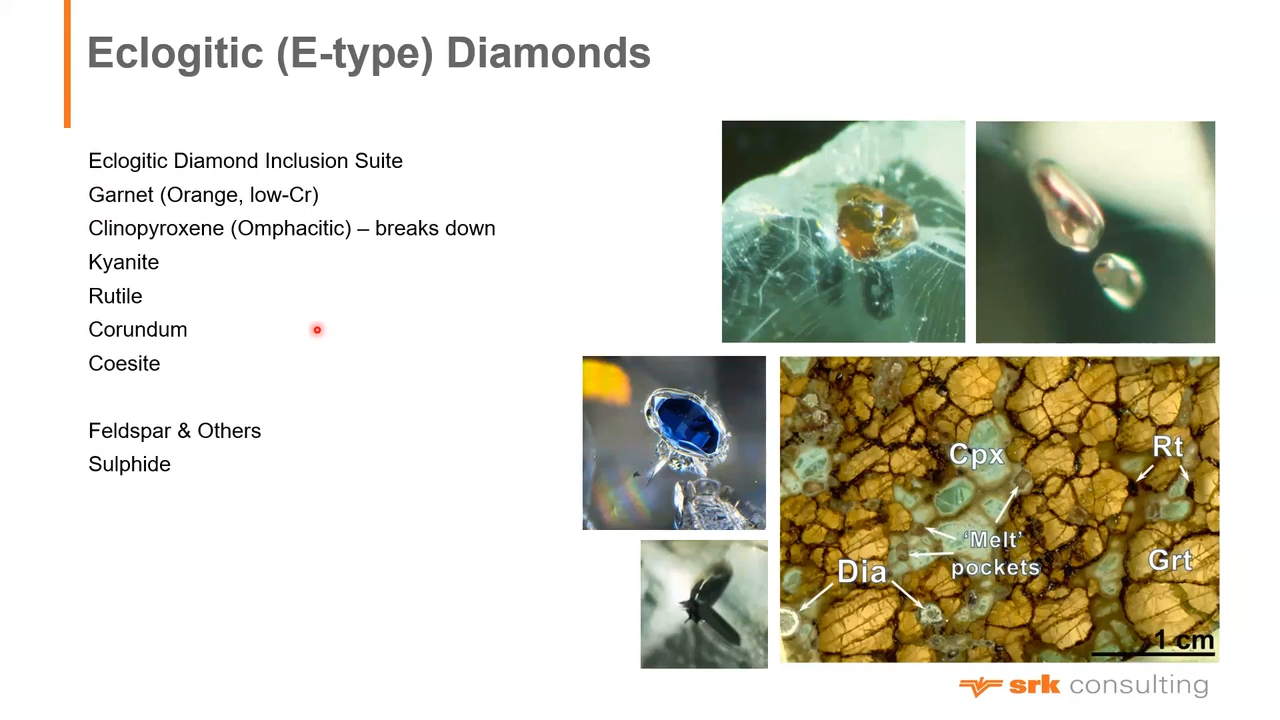 Eclogitic (E-type) Diamonds
Eclogitic Diamond Inclusion Suite
Garnet (Orange, low-Cr)
Clinopyroxene (Omphacitic) – breaks down
Kyanite
Rutile
Corundum
Coesite
Feldspar & Others
Sulphide
Cpx
Rt
'Melt'
pockets
Dia
Grt
1 cm
srk consulting